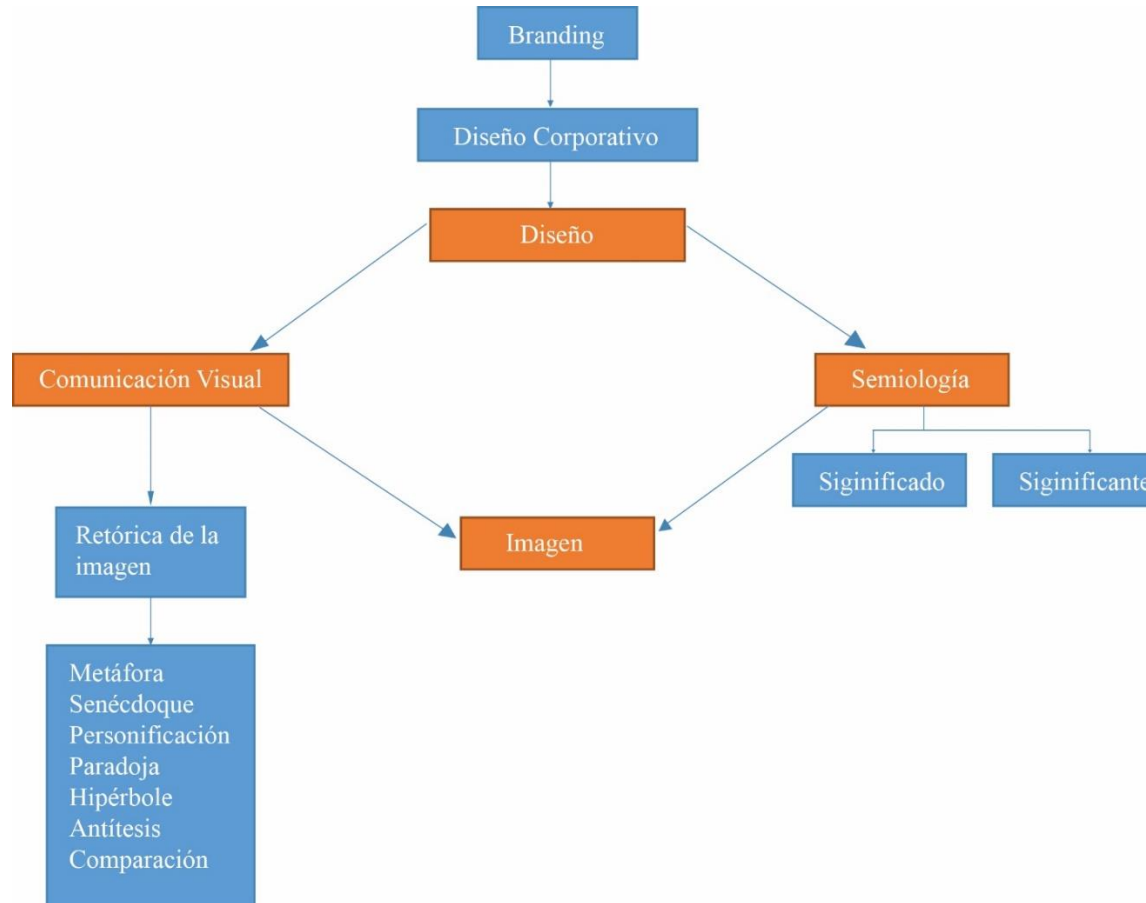 Branding
Diseño Corporativo
Diseño
Comunicación Visual
Semiología
Siginificado
Siginificante
Retórica de la
imagen
Imagen
Metáfora
Senécdoque
Personificación
Paradoja
Hipérbole
Antítesis
Comparación